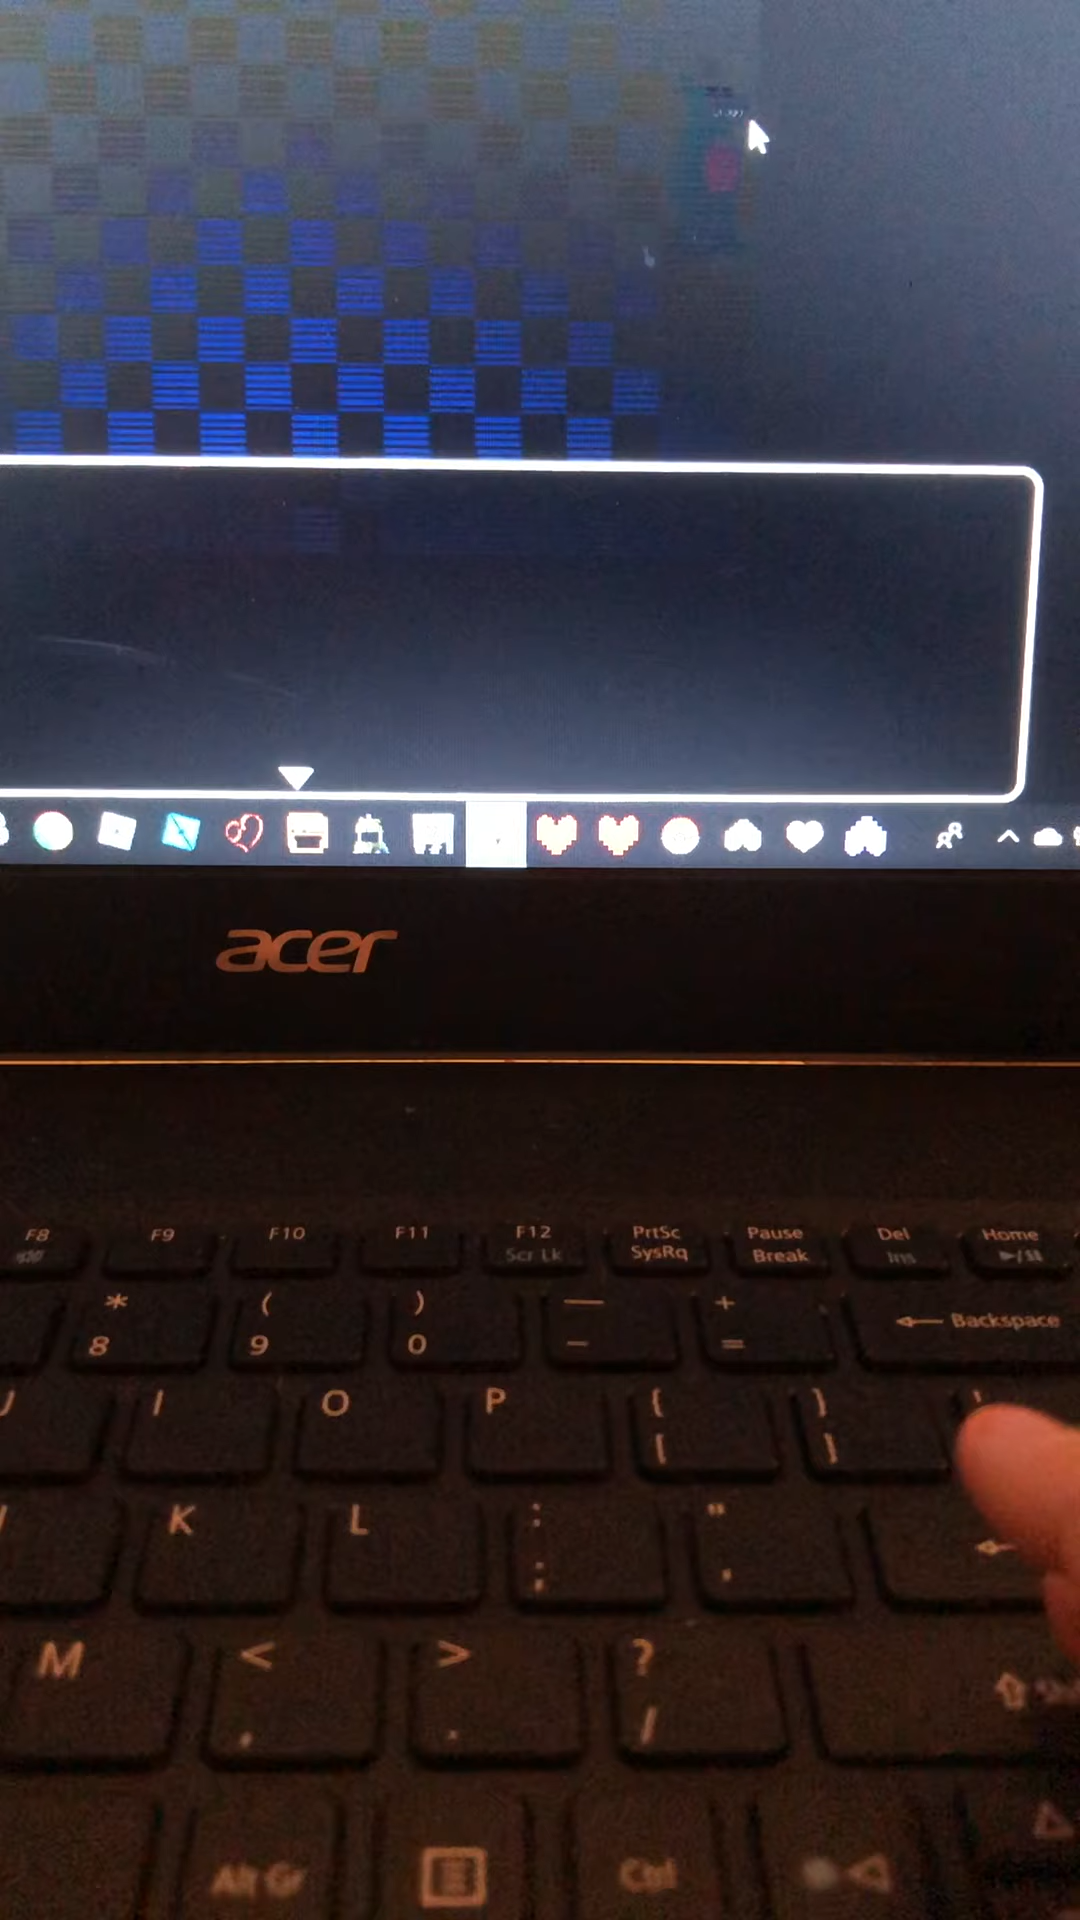 acer
F8 F9 F10 F11 F12 PrtSc Pause Del Home
Scr Lk SysRq Break Ins
* ( ) — +
8 9 0 - = Backspace
I O P { }
[ ]
K L : "
; '
M < > ?
, . /
Alt Gr Ctrl